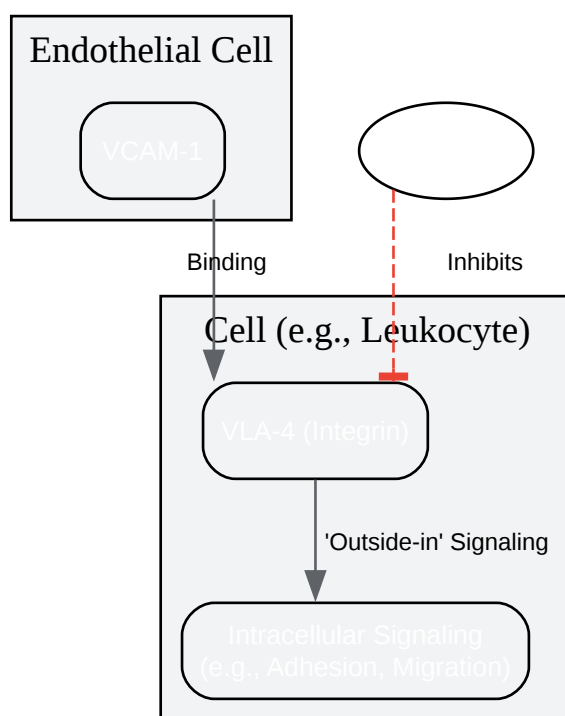 Endothelial Cell
VCAM-1
Binding
Inhibits
Cell (e.g., Leukocyte)
VLA-4 (Integrin)
'Outside-in' Signaling
Intracellular Signaling
(e.g., Adhesion, Migration)